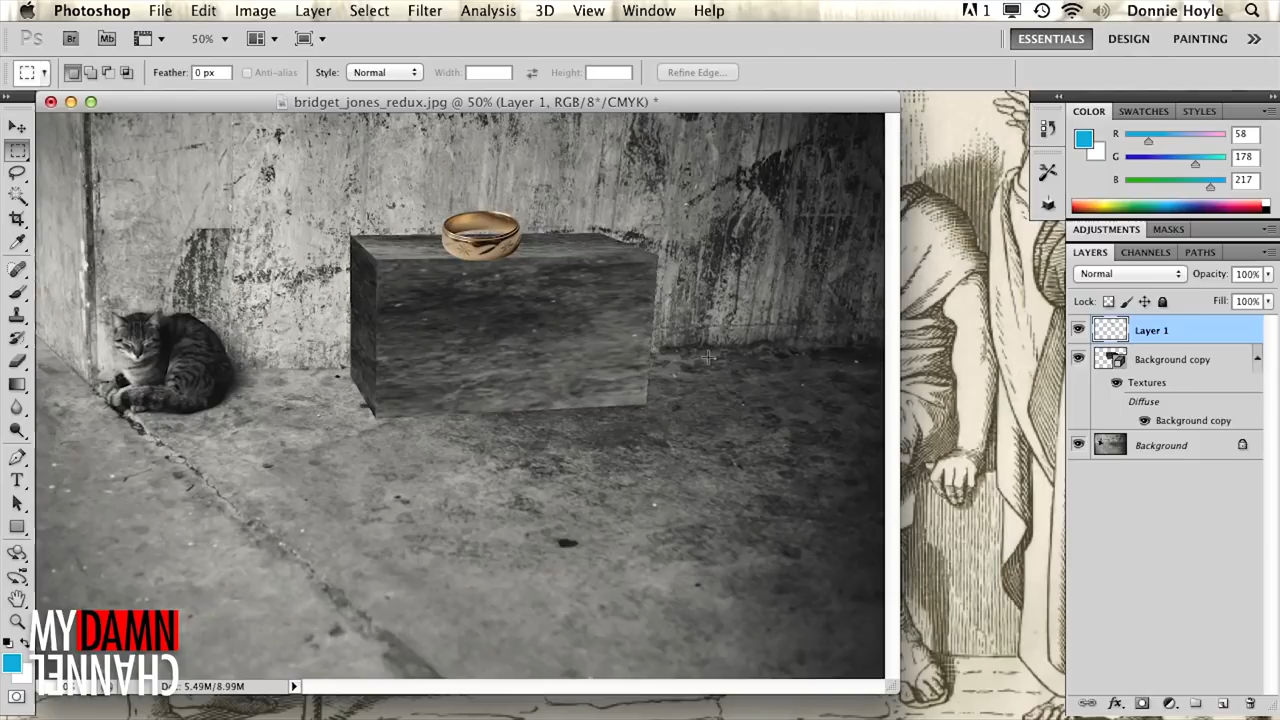 Photoshop File Edit Image Layer Select Filter Analysis 3D View Window Help 1 Donnie Hoyle
Ps Br Mb 50% ESSENTIALS DESIGN PAINTING
Feather: 0 px Anti-alias Style: Normal Width: Height: Refine Edge...
bridget_jones_redux.jpg @ 50% (Layer 1, RGB/8*/CMYK) *
COLOR SWATCHES STYLES
R 58
G 178
B 217
ADJUSTMENTS MASKS
LAYERS CHANNELS PATHS
Normal Opacity: 100%
Lock: Fill: 100%
Layer 1
Background copy
Textures
Diffuse
Background copy
Background
MY DAMN
CHANNEL
Doc: 5.49M/8.99M
fx